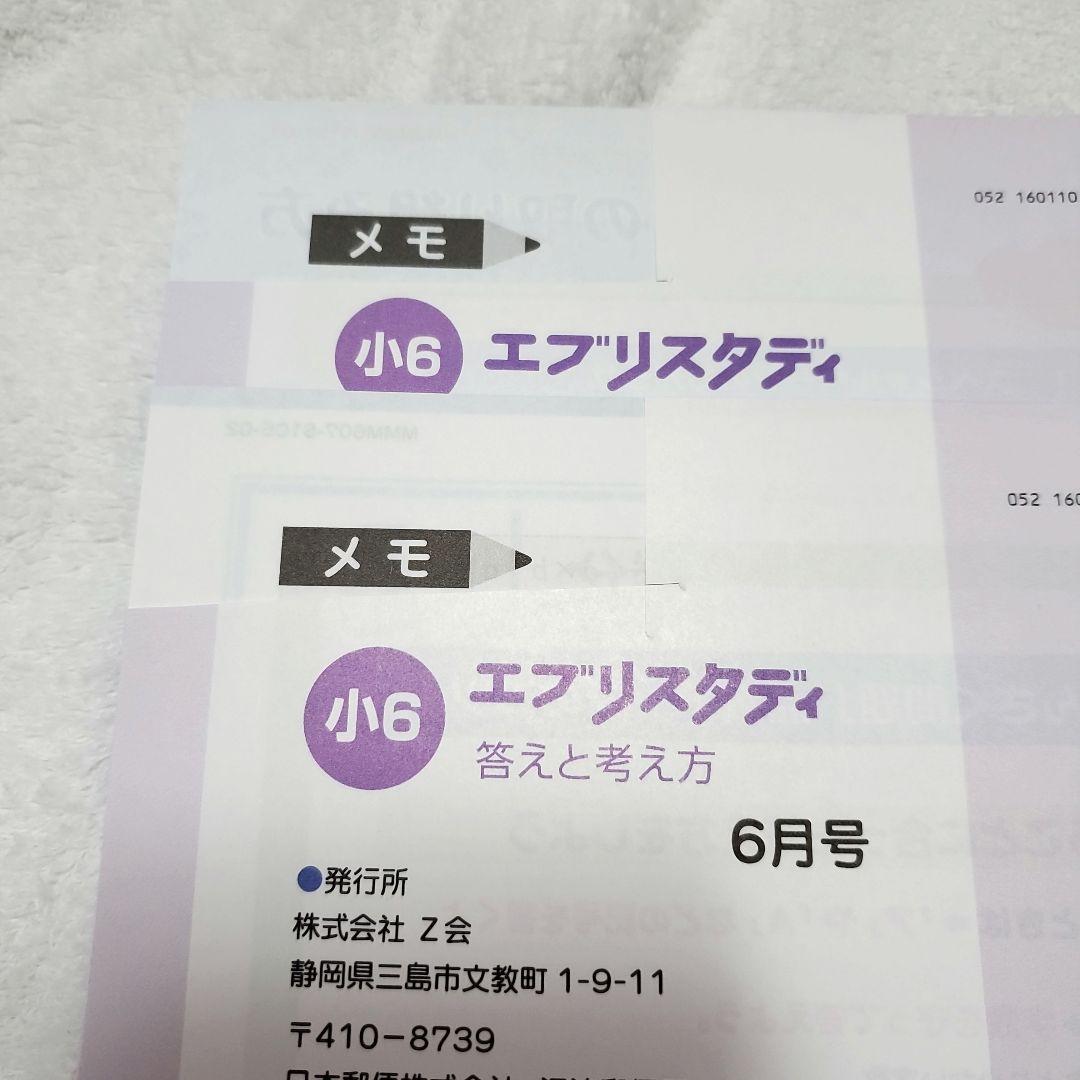 052 160110
メモ
小6 エブリスタディ
052 160
メモ
小6 エブリスタディ
答えと考え方
6月号
●発行所
株式会社 Z会
静岡県三島市文教町 1-9-11
〒410-8739